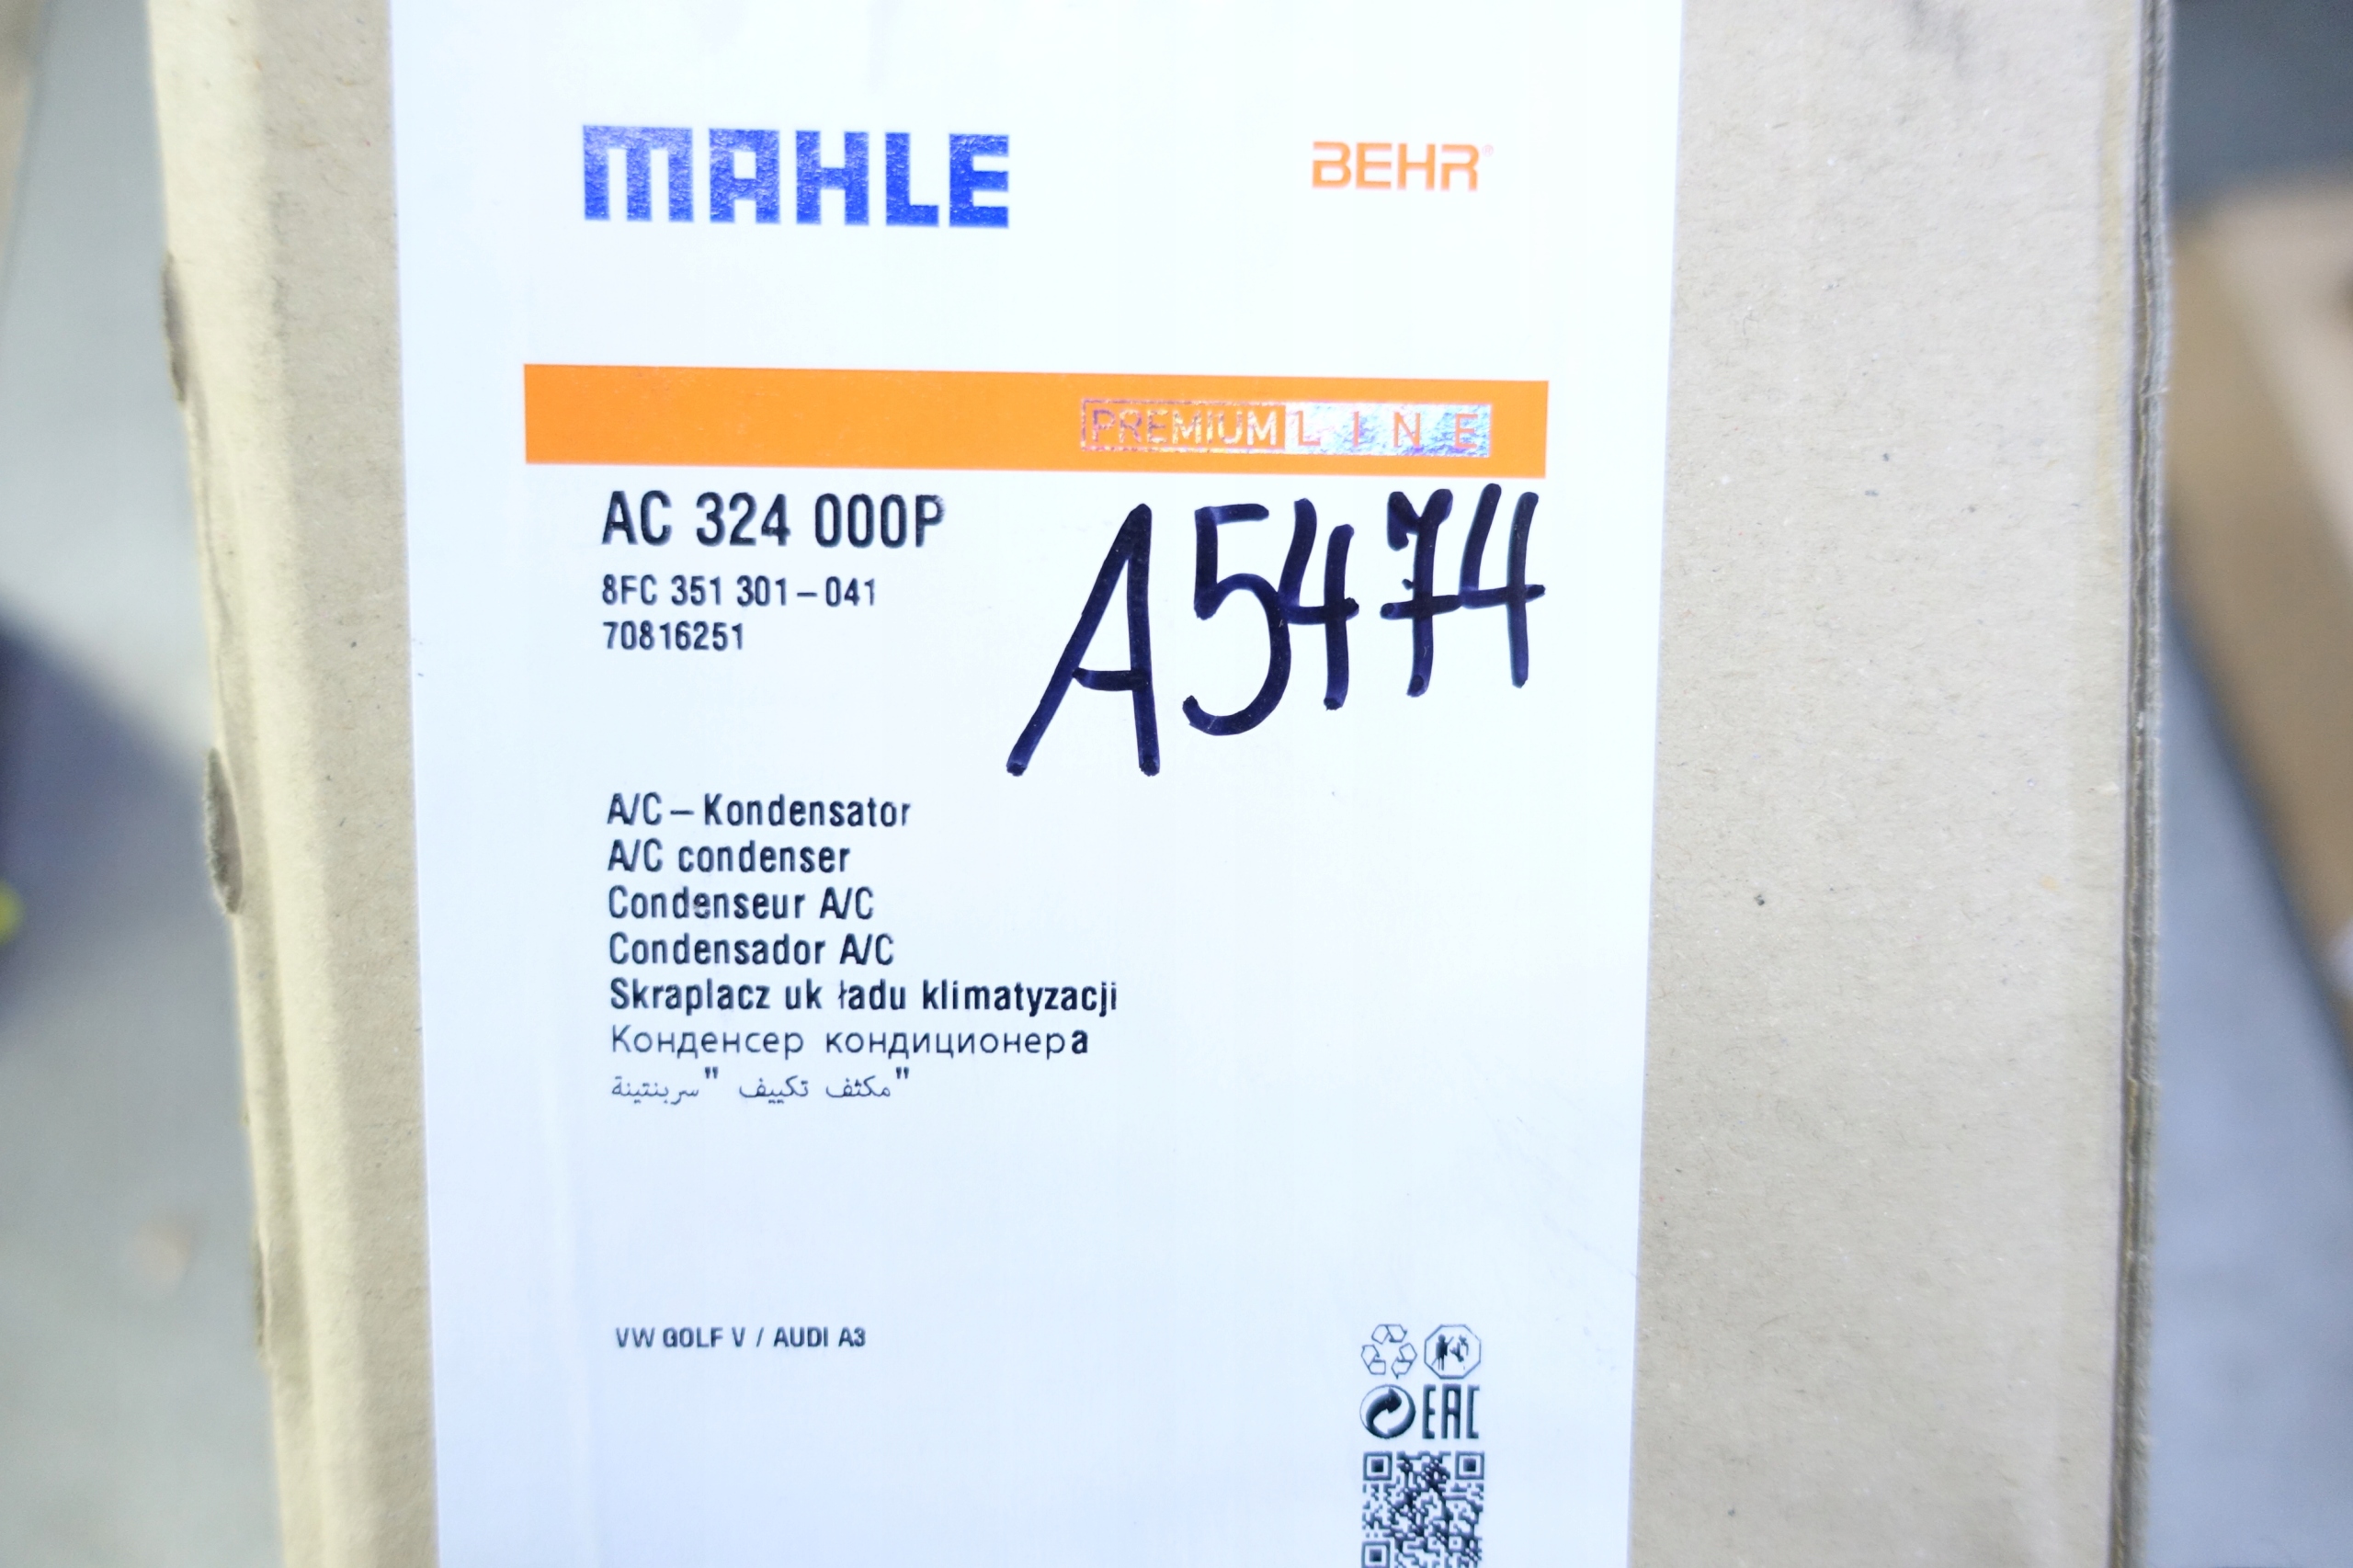 MAHLE
BEHR®
PREMIUM LINE
AC 324 000P
A5474
8FC 351 301-041
70816251
A/C-Kondensator
A/C condenser
Condenseur A/C
Condensador A/C
Skraplacz uk ładu klimatyzacji
Конденсер кондиционера
"مكثف تكييف "سربنتينة
VW GOLF V / AUDI A3
EAC